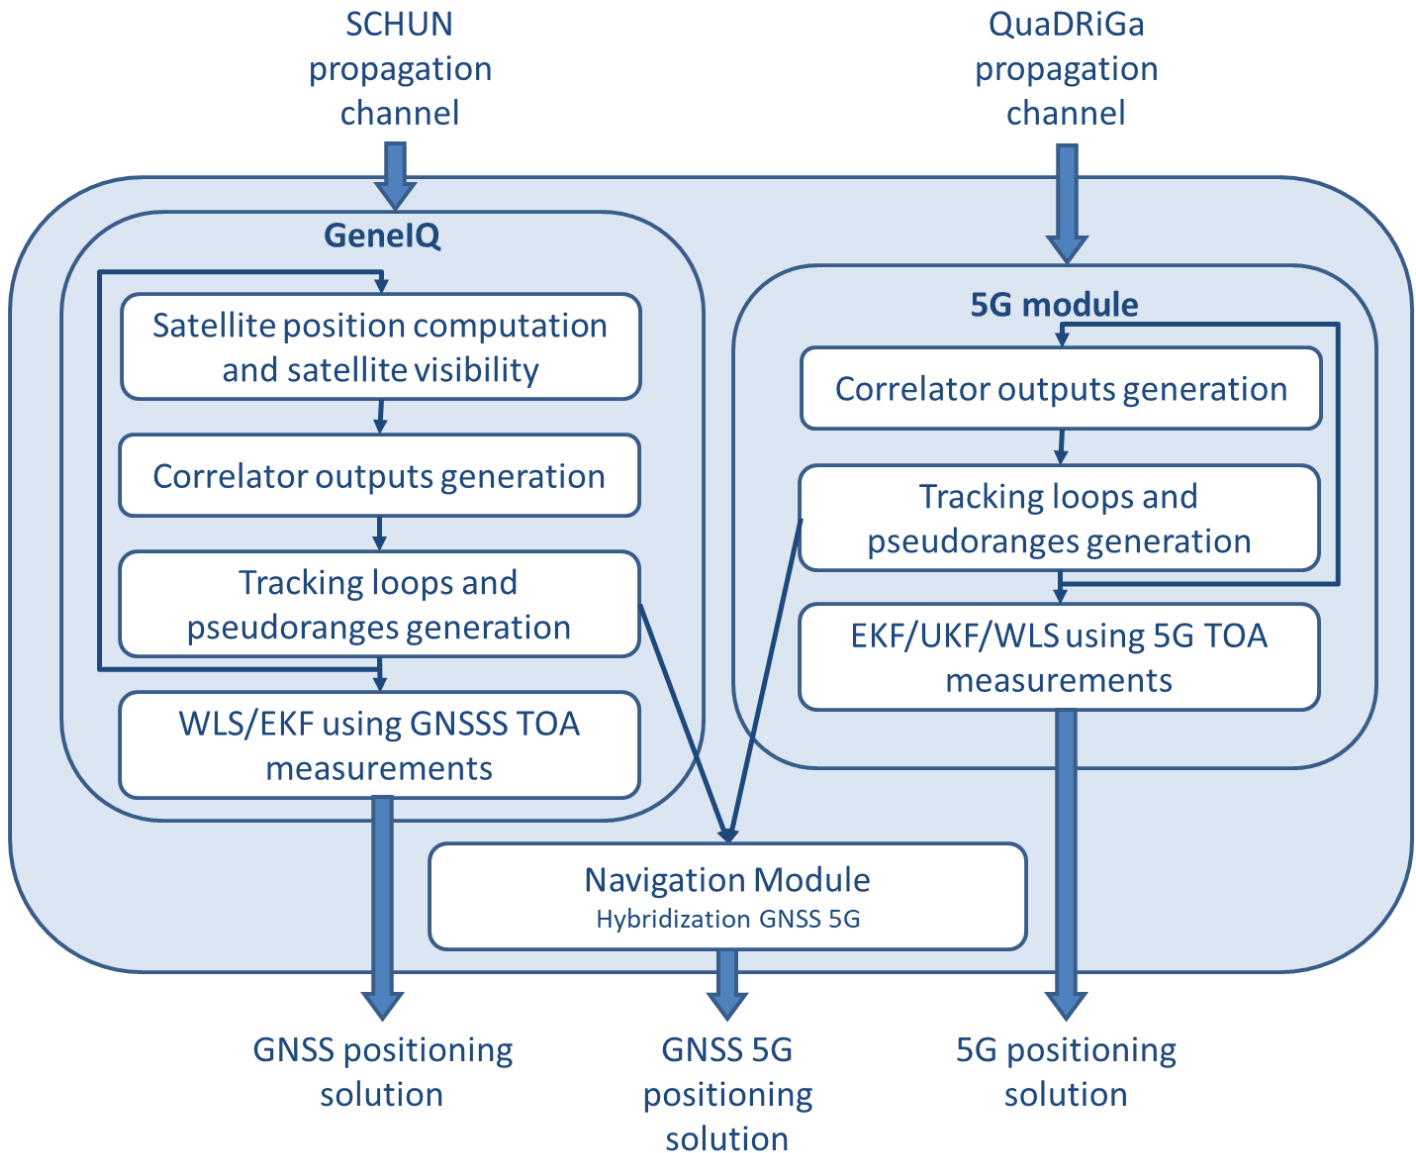 SCHUN
propagation
channel
QuaDRiGa
propagation
channel
GeneIQ
Satellite position computation
and satellite visibility
Correlator outputs generation
Tracking loops and
pseudoranges generation
WLS/EKF using GNSSS TOA
measurements
5G module
Correlator outputs generation
Tracking loops and
pseudoranges generation
EKF/UKF/WLS using 5G TOA
measurements
Navigation Module
Hybridization GNSS 5G
GNSS positioning
solution
GNSS 5G
positioning
solution
5G positioning
solution